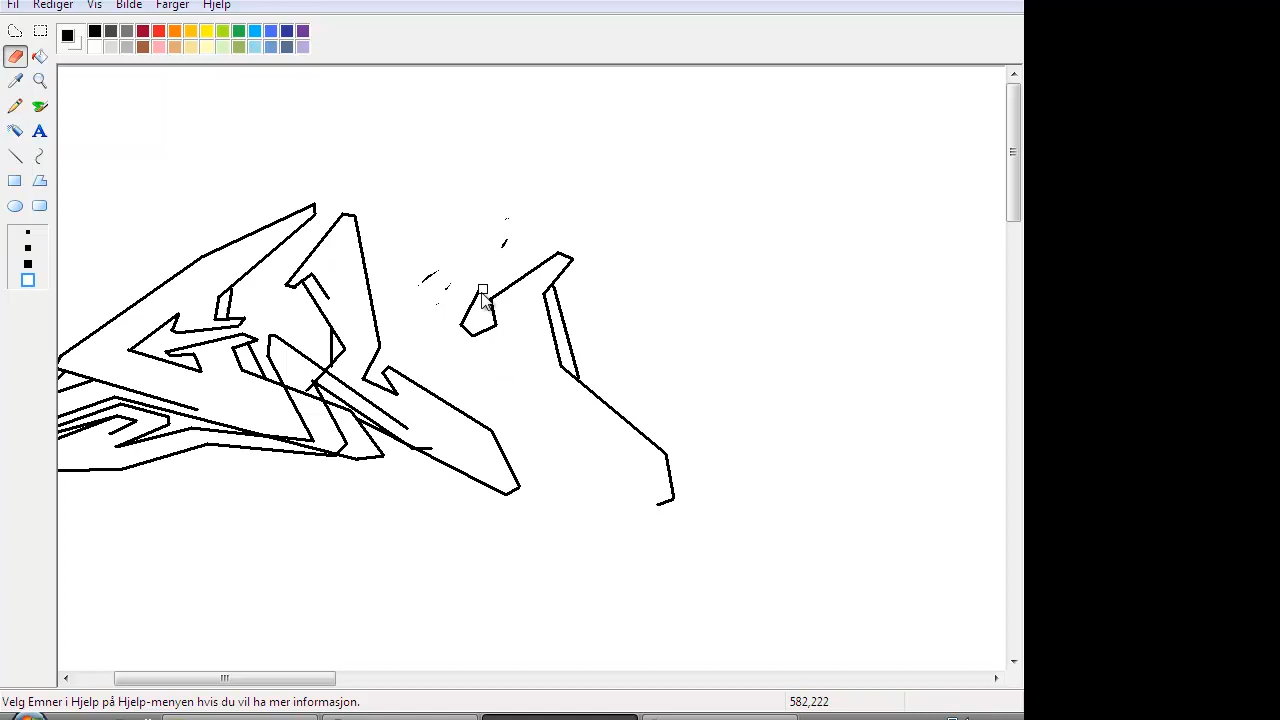 Fil Rediger Vis Bilde Farger Hjelp
A
Velg Emner i Hjelp på Hjelp-menyen hvis du vil ha mer informasjon. 582,222